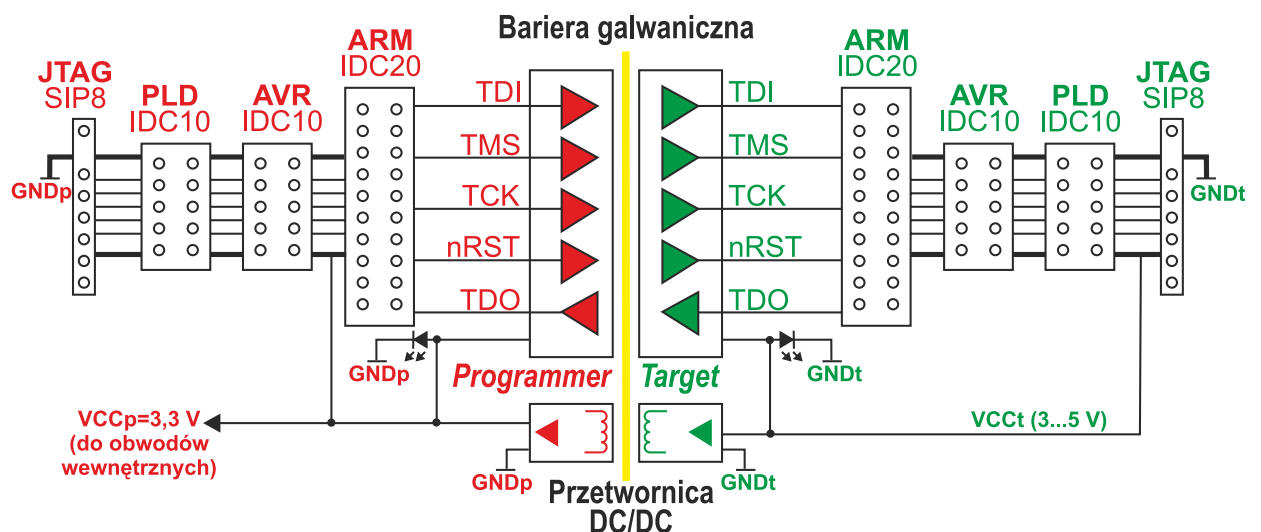 Bariera galwaniczna
JTAG
SIP8
PLD
IDC10
AVR
IDC10
ARM
IDC20
TDI
TMS
TCK
nRST
TDO
GNDp
GNDp
Programmer
VCCp=3,3 V
(do obwodów
wewnętrznych)
GNDp
TDI
TMS
TCK
nRST
TDO
ARM
IDC20
AVR
IDC10
PLD
IDC10
JTAG
SIP8
GNDt
GNDt
Target
VCCt (3...5 V)
GNDt
Przetwornica
DC/DC